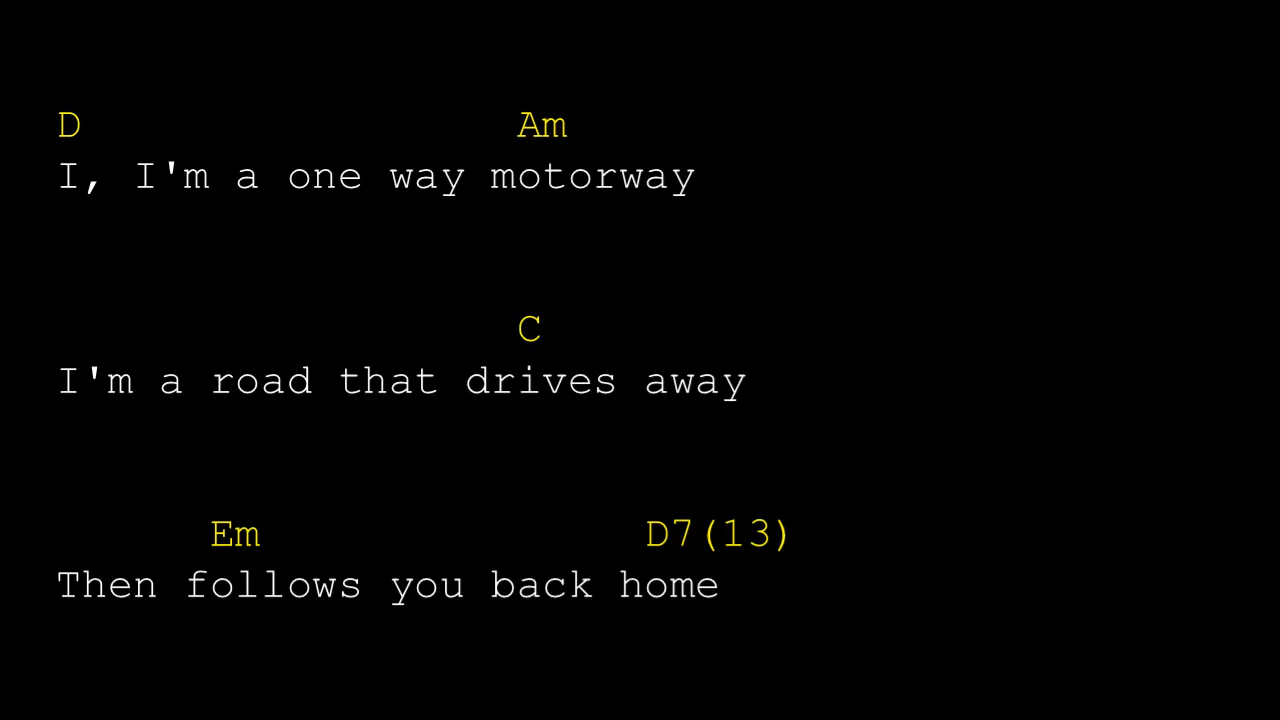 D                 Am
I, I'm a one way motorway
                  C
I'm a road that drives away
      Em               D7(13)
Then follows you back home